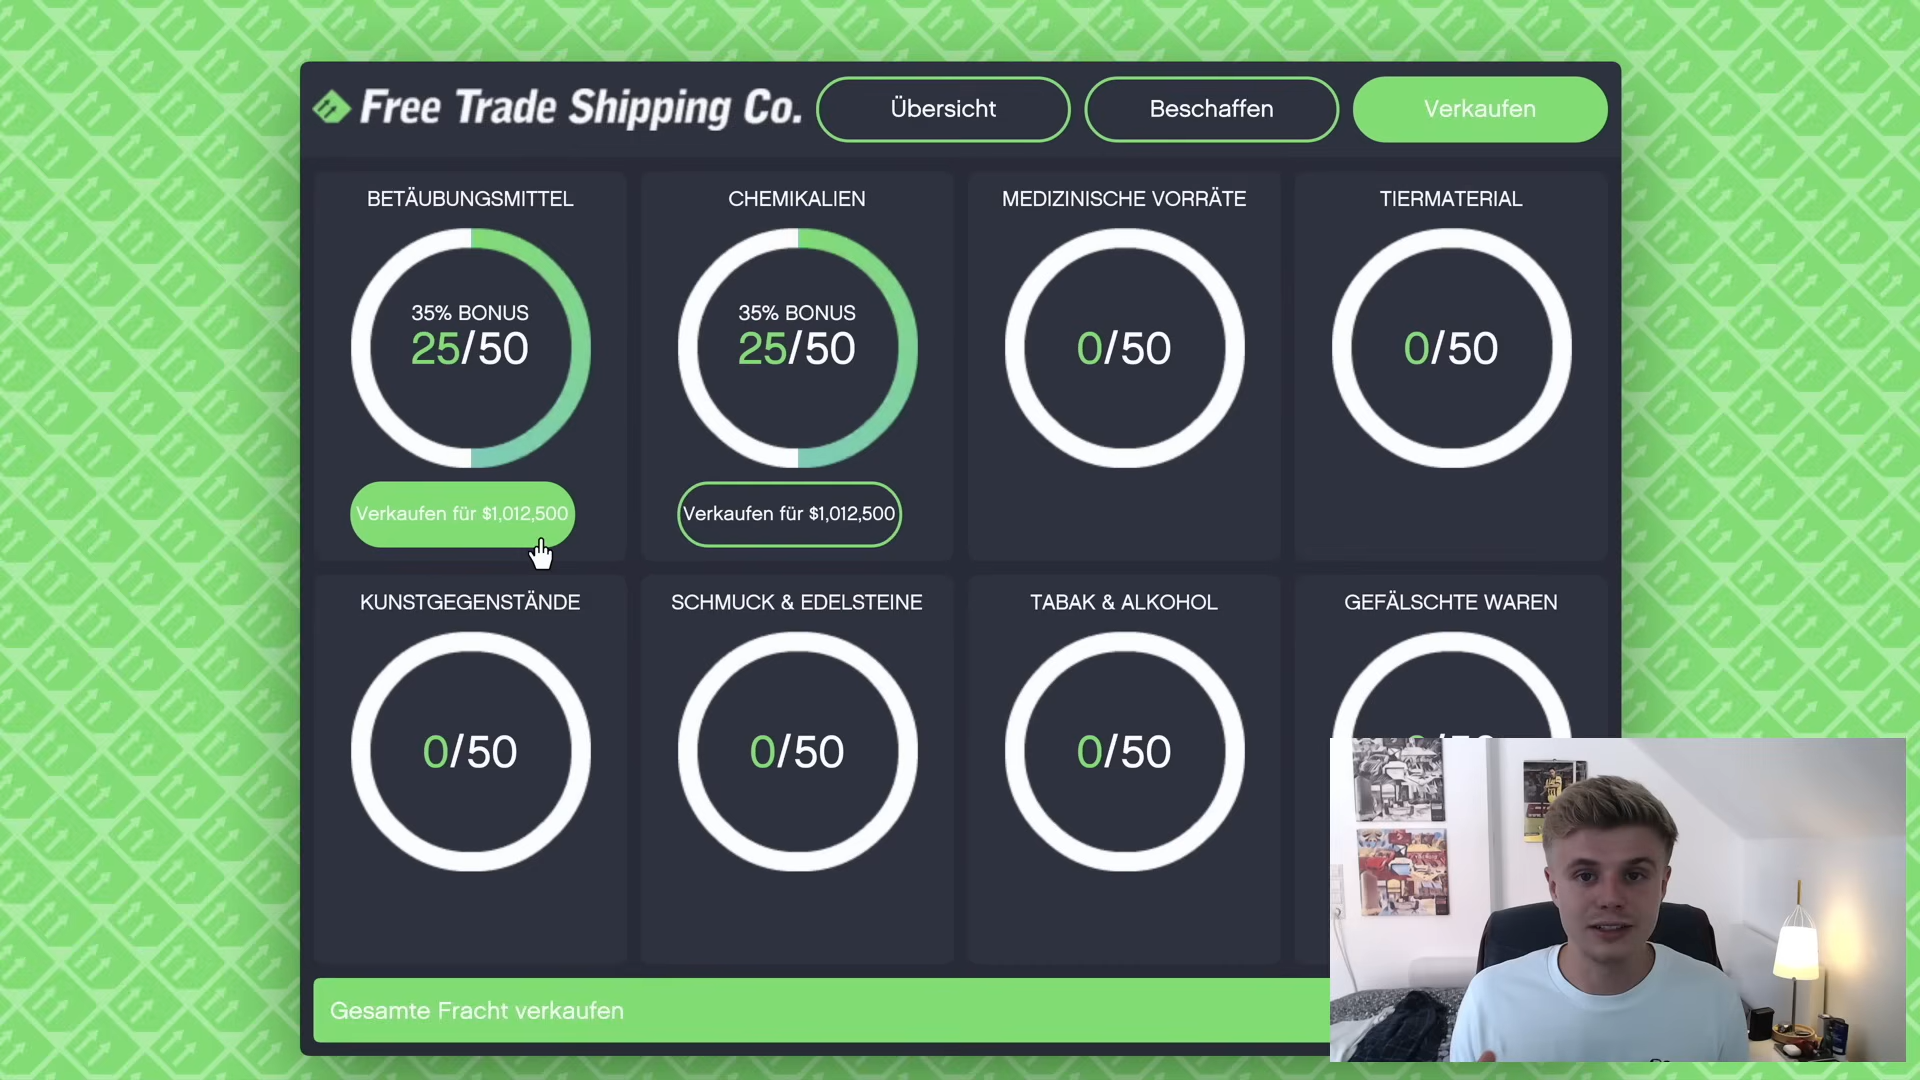 Free Trade Shipping Co.
Übersicht
Beschaffen
Verkaufen
BETÄUBUNGSMITTEL
CHEMIKALIEN
MEDIZINISCHE VORRÄTE
TIERMATERIAL
35% BONUS
25/50
35% BONUS
25/50
0/50
0/50
Verkaufen für $1,012,500
Verkaufen für $1,012,500
KUNSTGEGENSTÄNDE
SCHMUCK & EDELSTEINE
TABAK & ALKOHOL
GEFÄLSCHTE WAREN
0/50
0/50
0/50
Gesamte Fracht verkaufen